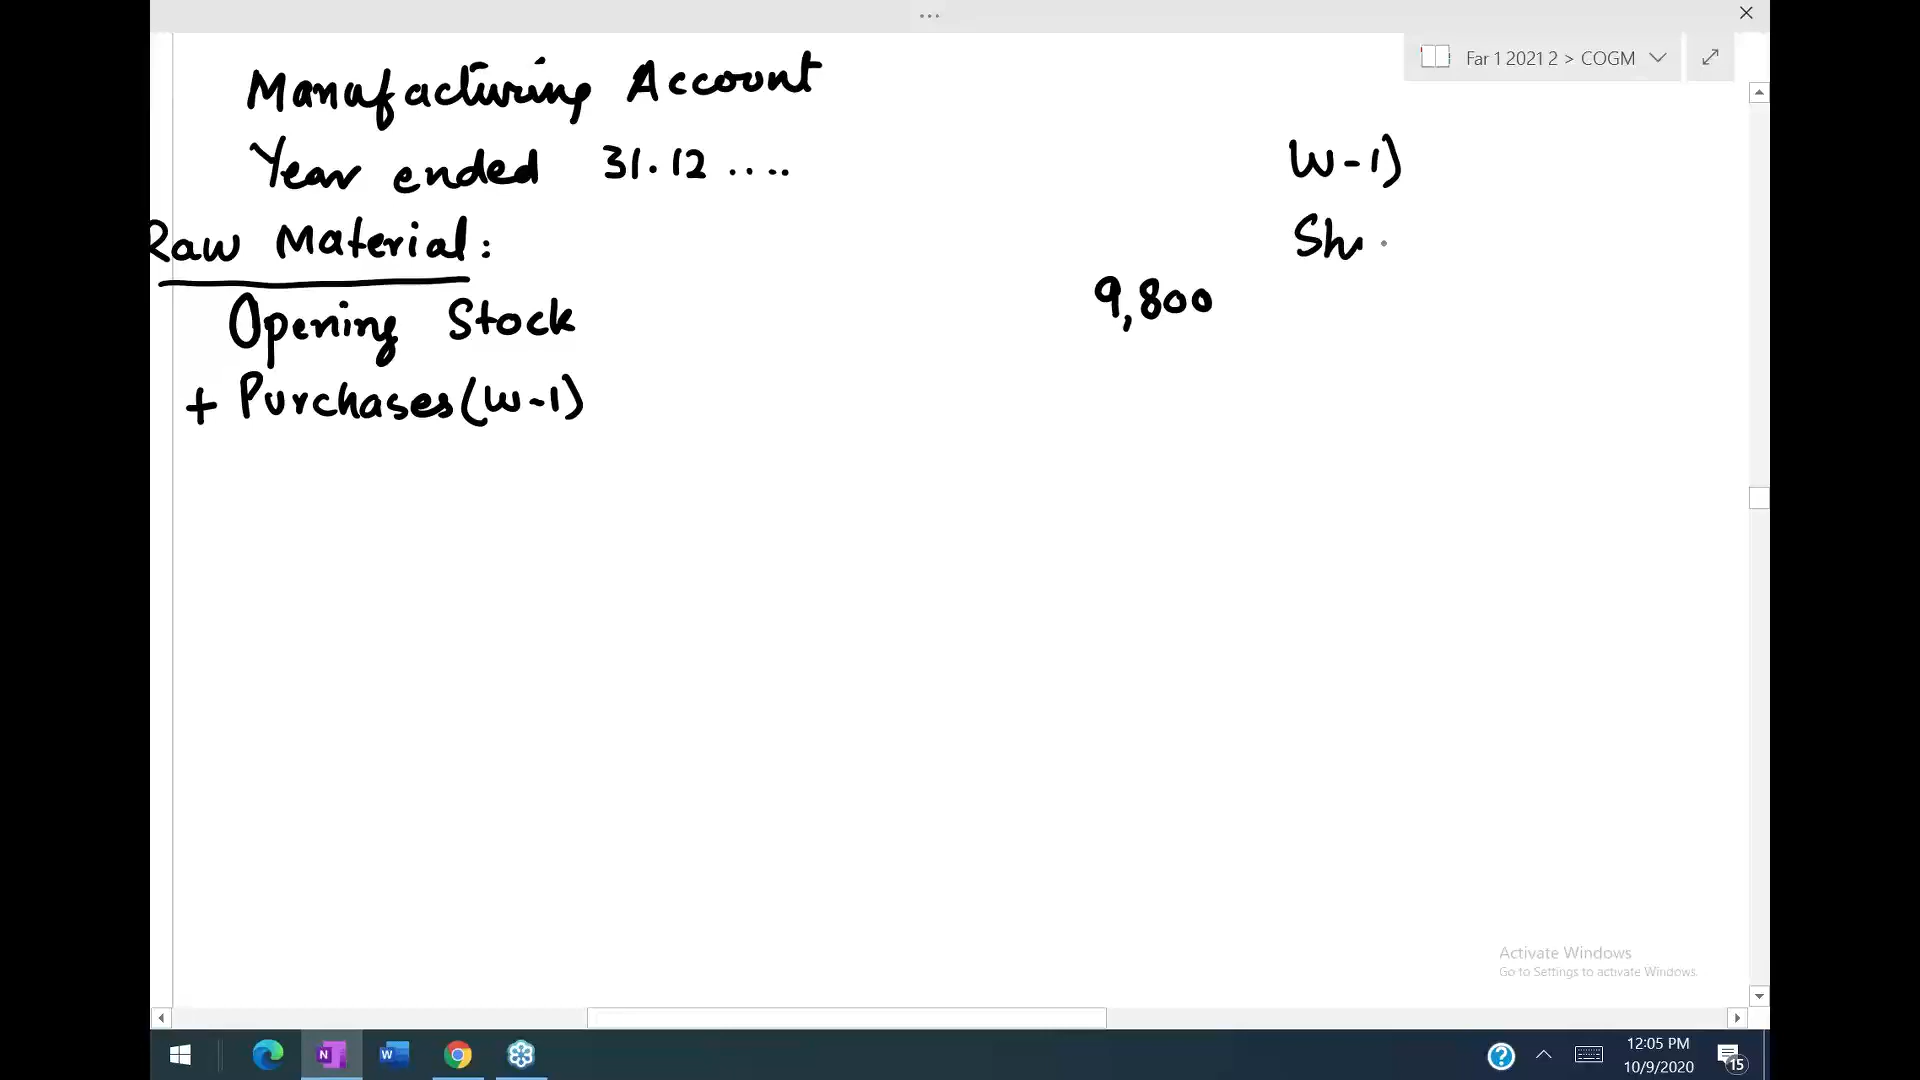 Far 1 2021 2 > COGM
Manufacturing Account
Year ended 31.12 ....
Raw Material:
Opening Stock 9,800
+ Purchases (W-1)
W-1)
Activate Windows
Go to Settings to activate Windows.
12:05 PM
10/9/2020
15